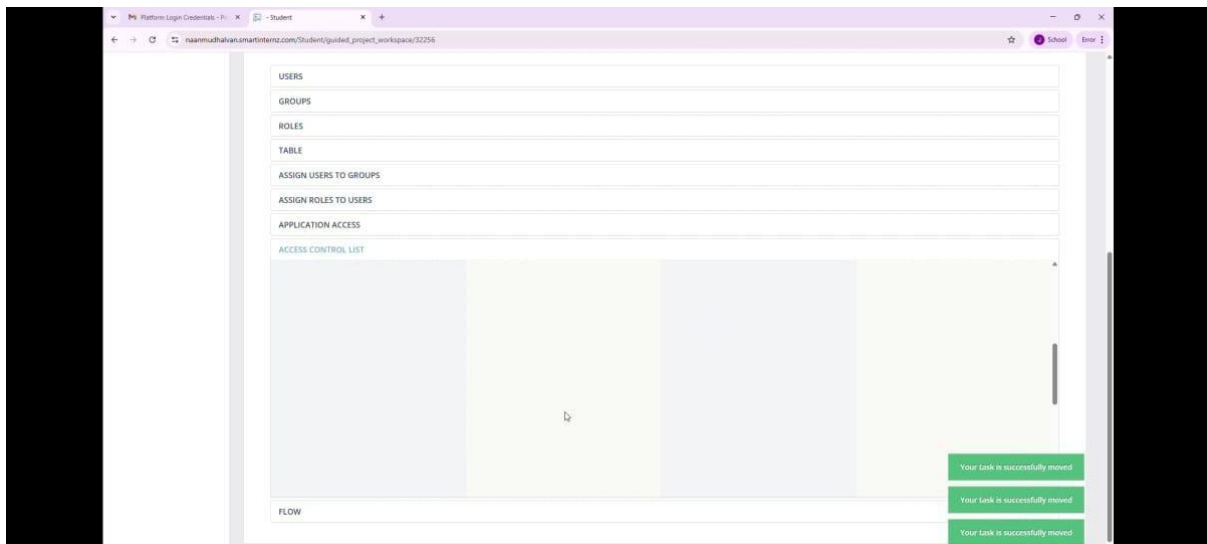 Platform Login Credentials - P
- Student
naanmudhalvan.smartinternz.com/Student/guided_project_workspace/32256
School
Error
USERS
GROUPS
ROLES
TABLE
ASSIGN USERS TO GROUPS
ASSIGN ROLES TO USERS
APPLICATION ACCESS
ACCESS CONTROL LIST
Your task is successfully moved
Your task is successfully moved
FLOW
Your task is successfully moved